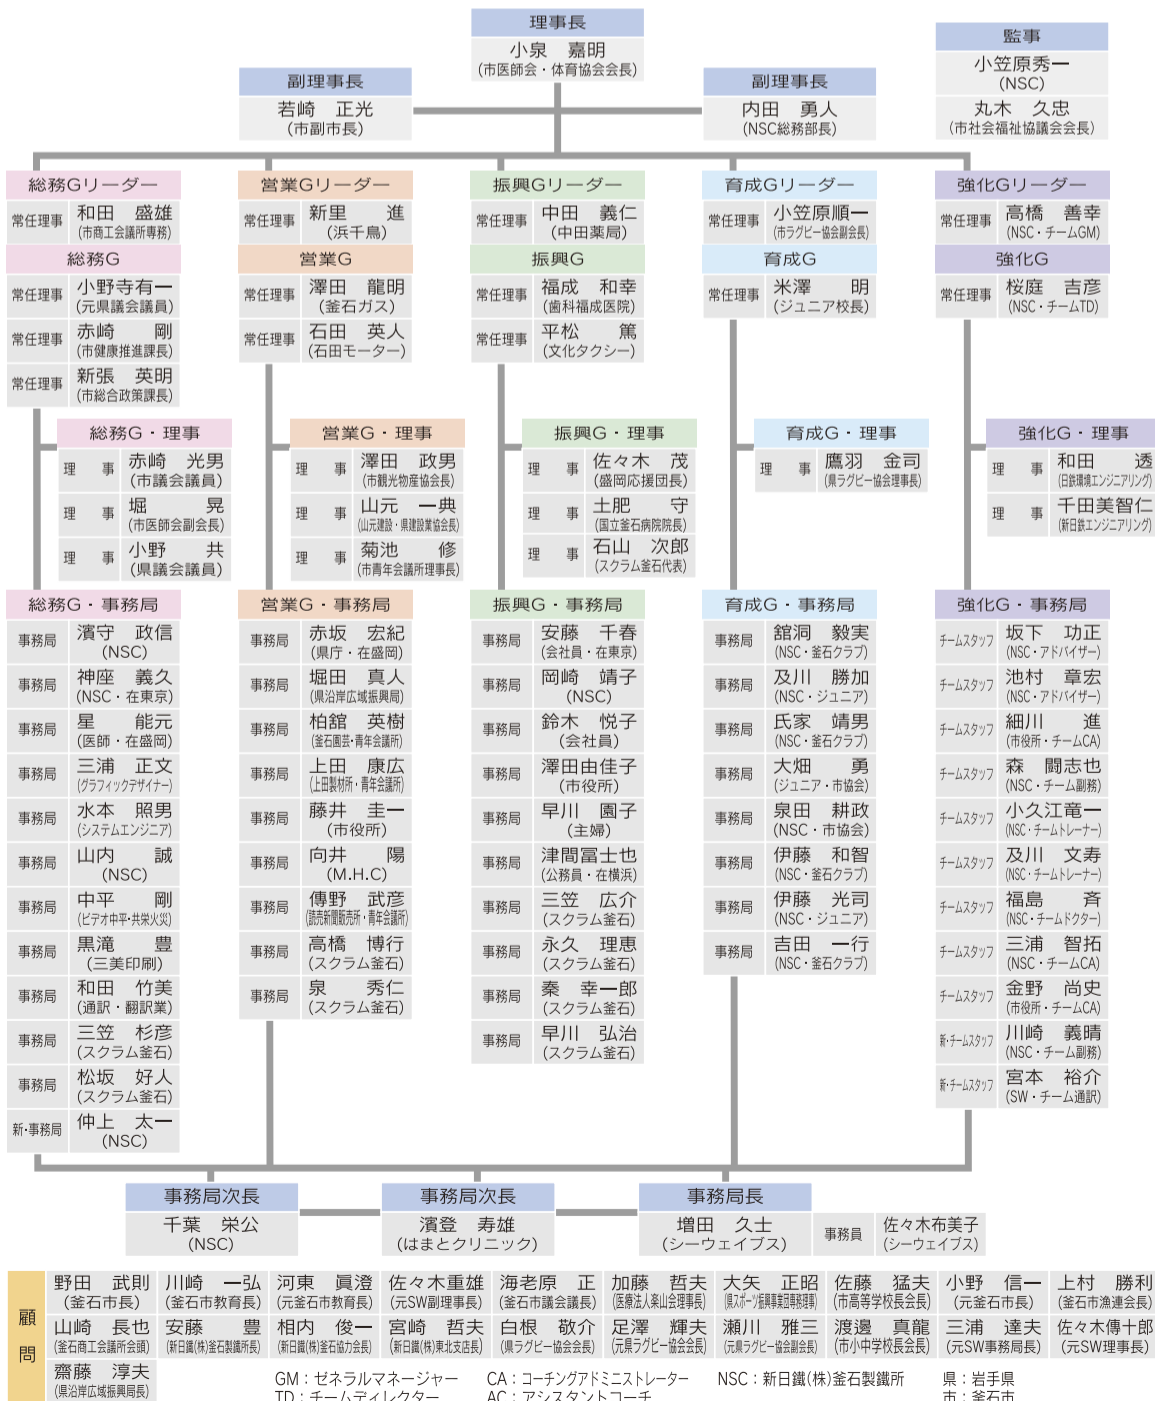 理事長
小泉　嘉明
(市医師会・体育協会会長)
監事
小笠原秀一
(NSC)
丸木　久忠
(市社会福祉協議会会長)
副理事長
若崎　正光
(市副市長)
副理事長
内田　勇人
(NSC総務部長)
総務Gリーダー
常任理事 和田　盛雄
(市商工会議所専務)
総務G
常任理事 小野寺有一
(元県議会議員)
常任理事 赤崎　剛
(市健康推進課長)
常任理事 新張　英明
(市総合政策課長)
総務G・理事
理　事 赤崎　光男
(市議会議員)
理　事 堀　晃
(市医師会副会長)
理　事 小野　共
(県議会議員)
総務G・事務局
事務局 濱守　政信
(NSC)
事務局 神座　義久
(NSC・在東京)
事務局 星　能元
(医師・在盛岡)
事務局 三浦　正文
(グラフィックデザイナー)
事務局 水本　照男
(システムエンジニア)
事務局 山内　誠
(NSC)
事務局 中平　剛
(ビデオ中平・共栄火災)
事務局 黒滝　豊
(三美印刷)
事務局 和田　竹美
(通訳・翻訳業)
事務局 三笠　杉彦
(スクラム釜石)
事務局 松坂　好人
(スクラム釜石)
新・事務局 仲上　太一
(NSC)
営業Gリーダー
常任理事 新里　進
(浜千鳥)
営業G
常任理事 澤田　龍明
(釜石ガス)
常任理事 石田　英人
(石田モーター)
営業G・理事
理　事 澤田　政男
(市観光物産協会長)
理　事 山元　一典
(山元建設・県建設業協会長)
理　事 菊池　修
(市青年会議所理事長)
営業G・事務局
事務局 赤坂　宏紀
(県庁・在盛岡)
事務局 堀田　真人
(県沿岸広域振興局)
事務局 柏舘　英樹
(釜石園芸・青年会議所)
事務局 上田　康広
(上田製材所・青年会議所)
事務局 藤井　圭一
(市役所)
事務局 向井　陽
(M.H.C)
事務局 傳野　武彦
(読売新聞販売所・青年会議所)
事務局 高橋　博行
(スクラム釜石)
事務局 泉　秀仁
(スクラム釜石)
振興Gリーダー
常任理事 中田　義仁
(中田薬局)
振興G
常任理事 福成　和幸
(歯科福成医院)
常任理事 平松　篤
(文化タクシー)
振興G・理事
理　事 佐々木　茂
(盛岡応援団長)
理　事 土肥　守
(国立釜石病院院長)
理　事 石山　次郎
(スクラム釜石代表)
振興G・事務局
事務局 安藤　千春
(会社員・在東京)
事務局 岡崎　靖子
(NSC)
事務局 鈴木　悦子
(会社員)
事務局 澤田由佳子
(市役所)
事務局 早川　園子
(主婦)
事務局 津間冨士也
(公務員・在横浜)
事務局 三笠　広介
(スクラム釜石)
事務局 永久　理恵
(スクラム釜石)
事務局 秦　幸一郎
(スクラム釜石)
事務局 早川　弘治
(スクラム釜石)
育成Gリーダー
常任理事 小笠原順一
(市ラグビー協会副会長)
育成G
常任理事 米澤　明
(ジュニア校長)
育成G・理事
理　事 鷹羽　金司
(県ラグビー協会理事長)
育成G・事務局
事務局 舘洞　毅実
(NSC・釜石クラブ)
事務局 及川　勝加
(NSC・ジュニア)
事務局 氏家　靖男
(NSC・釜石クラブ)
事務局 大畑　勇
(ジュニア・市協会)
事務局 泉田　耕政
(NSC・市協会)
事務局 伊藤　和智
(NSC・釜石クラブ)
事務局 伊藤　光司
(NSC・ジュニア)
事務局 吉田　一行
(NSC・釜石クラブ)
強化Gリーダー
常任理事 高橋　善幸
(NSC・チームGM)
強化G
常任理事 桜庭　吉彦
(NSC・チームTD)
強化G・理事
理　事 和田　透
(日鉄環境エンジニアリング)
理　事 千田美智仁
(新日鉄エンジニアリング)
強化G・事務局
チームスタッフ 坂下　功正
(NSC・アドバイザー)
チームスタッフ 池村　章宏
(NSC・アドバイザー)
チームスタッフ 細川　進
(市役所・チームCA)
チームスタッフ 森　闘志也
(NSC・チーム副務)
チームスタッフ 小久江竜一
(NSC・チームトレーナー)
チームスタッフ 及川　文寿
(NSC・チームトレーナー)
チームスタッフ 福島　斉
(NSC・チームドクター)
チームスタッフ 三浦　智拓
(NSC・チームCA)
チームスタッフ 金野　尚史
(市役所・チームCA)
新・チームスタッフ 川崎　義晴
(NSC・チーム副務)
新・チームスタッフ 宮本　裕介
(SW・チーム通訳)
事務局次長
千葉　栄公
(NSC)
事務局次長
濱登　寿雄
(はまとクリニック)
事務局長
増田　久士
(シーウェイブス)
事務員 佐々木布美子
(シーウェイブス)
顧問
野田　武則 川崎　一弘 河東　眞澄 佐々木重雄 海老原　正 加藤　哲夫 大矢　正昭 佐藤　猛夫 小野　信一 上村　勝利
(釜石市長) (釜石市教育長) (元釜石市教育長) (元SW副理事長) (釜石市議会議長) (医療法人楽山会理事長) (県スポーツ振興事業団専務理事) (市高等学校長会長) (元釜石市長) (釜石市漁連会長)
山崎　長也 安藤　豊 相内　俊一 宮崎　哲夫 白根　敬介 足澤　輝夫 瀬川　雅三 渡邊　真龍 三浦　達夫 佐々木傳十郎
(釜石商工会議所会頭) (新日鐵(株)釜石製鐵所長) (新日鐵(株)釜石協力会長) (新日鐵(株)東北支店長) (県ラグビー協会会長) (元県ラグビー協会会長) (元県ラグビー協会副会長) (市小中学校長会長) (元SW事務局長) (元SW理事長)
齋藤　淳夫
(県沿岸広域振興局長)
GM：ゼネラルマネージャー　CA：コーチングアドミニストレーター　NSC：新日鐵(株)釜石製鐵所　県：岩手県
TD：チームディレクター　AC：アシスタントコーチ　市：釜石市